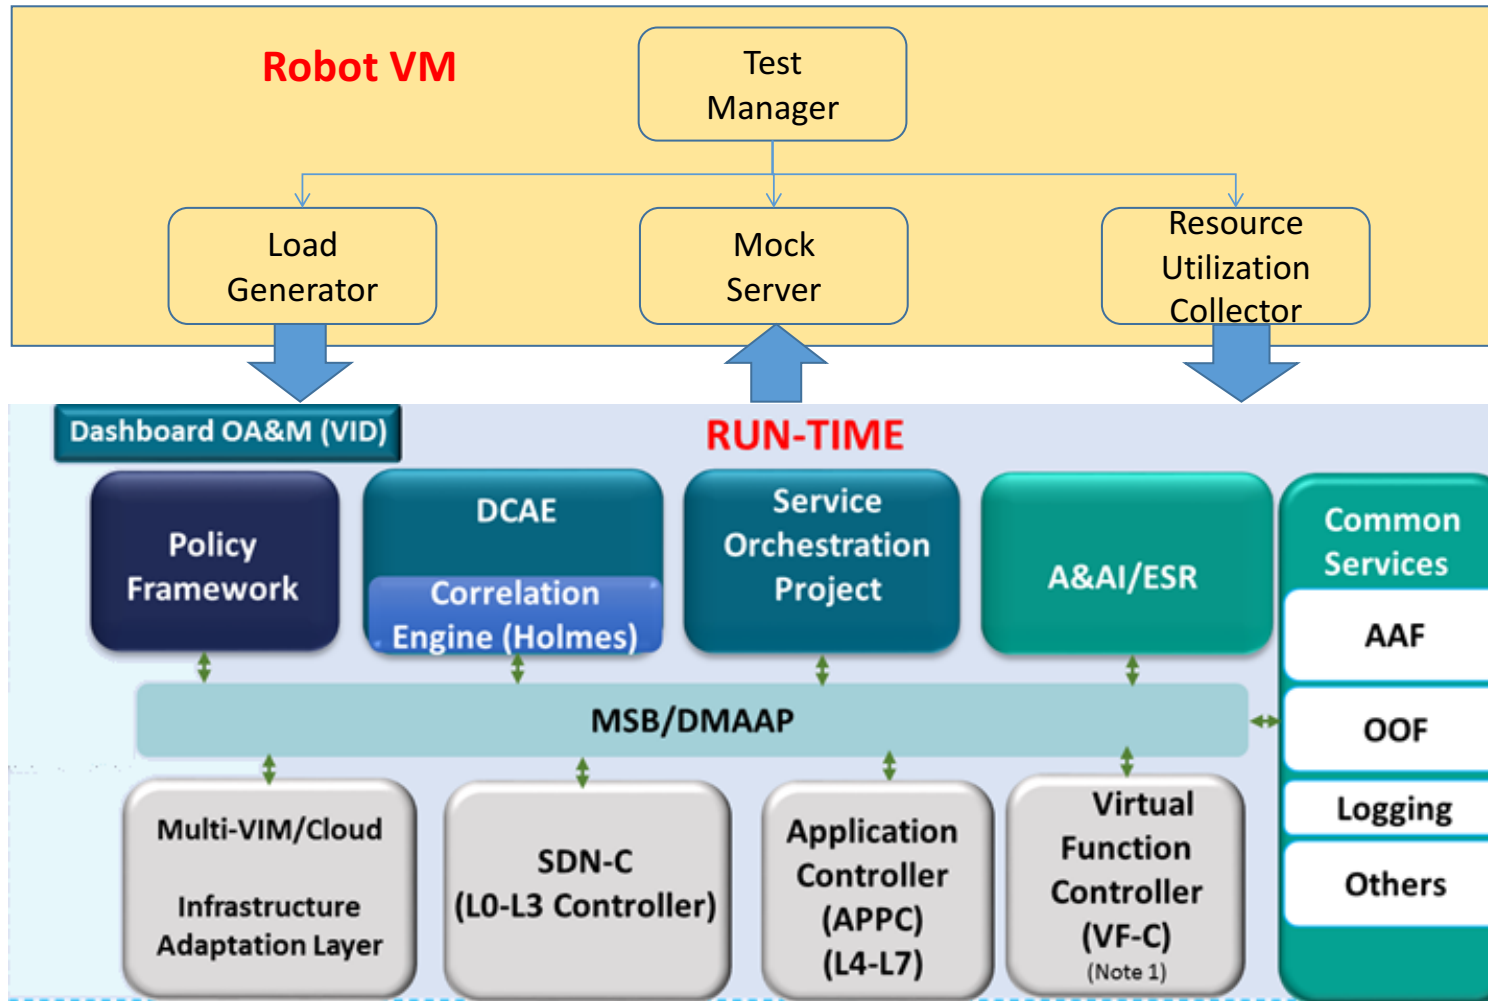 Robot VM
Test
Manager
Load
Generator
Mock
Server
Resource
Utilization
Collector
Dashboard OA&M (VID)
RUN-TIME
Policy
Framework
DCAE
Correlation
Engine (Holmes)
Service
Orchestration
Project
A&AI/ESR
Common
Services
AAF
OOF
Logging
Others
MSB/DMAAP
Multi-VIM/Cloud
Infrastructure
Adaptation Layer
SDN-C
(L0-L3 Controller)
Application
Controller
(APPC)
(L4-L7)
Virtual
Function
Controller
(VF-C)
(Note 1)